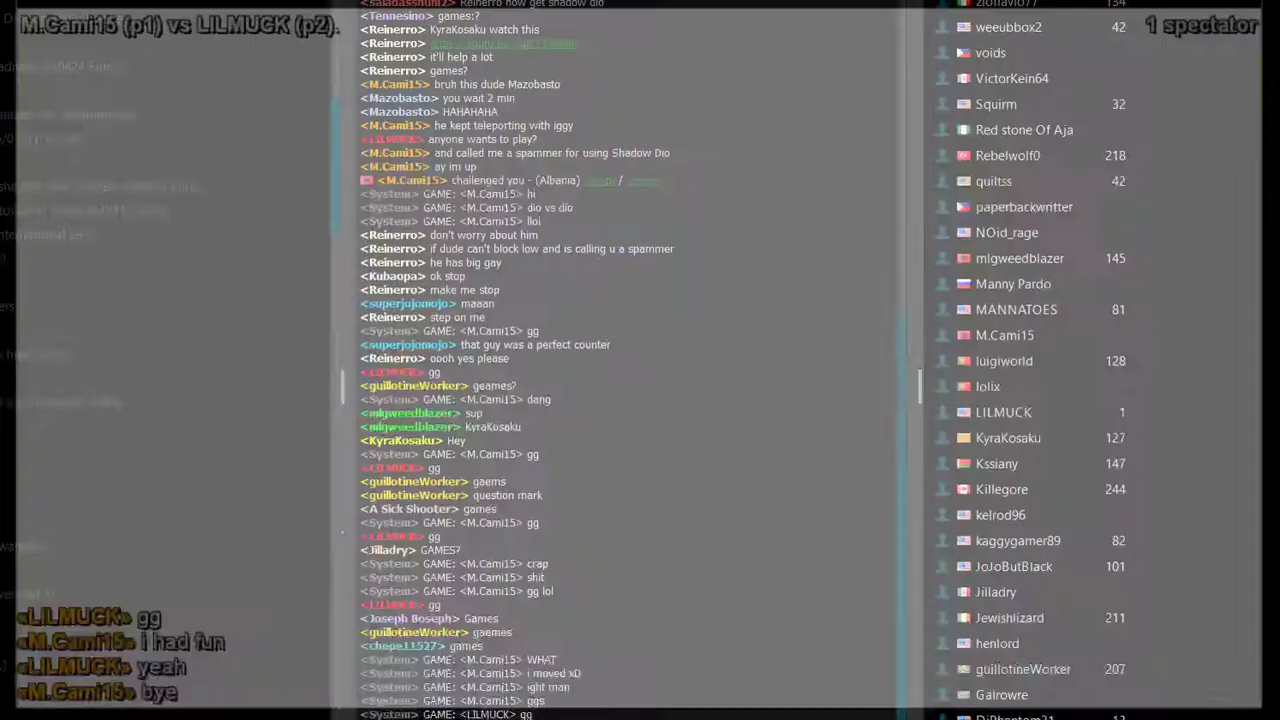 M.Cami15 (p1) vs LILMUCK (p2)
1 spectator
Reinerro now get shadow dio
<Tennesino> games:?
<Reinerro> KyraKosaku watch this
<Reinerro>
<Reinerro> it'll help a lot
<Reinerro> games?
<M.Cami15> bruh this dude Mazobasto
<Mazobasto> you wait 2 min
<Mazobasto> HAHAHAHA
<M.Cami15> he kept teleporting with iggy
<LILMUCK> anyone wants to play?
<M.Cami15> and called me a spammer for using Shadow Dio
<M.Cami15> ay im up
<M.Cami15> challenged you - (Albania) /
<System> GAME: <M.Cami15> hi
<System> GAME: <M.Cami15> dio vs dio
<System> GAME: <M.Cami15> lloi
<Reinerro> don't worry about him
<Reinerro> if dude can't block low and is calling u a spammer
<Reinerro> he has big gay
<Kubaopa> ok stop
<Reinerro> make me stop
<superjojomojo> maaan
<Reinerro> step on me
<System> GAME: <M.Cami15> gg
<superjojomojo> that guy was a perfect counter
<Reinerro> oooh yes please
<LILMUCK> gg
<guillotineWorker> geames?
<System> GAME: <M.Cami15> dang
<mlgweedblazer> sup
<mlgweedblazer> KyraKosaku
<KyraKosaku> Hey
<System> GAME: <M.Cami15> gg
<LILMUCK> gg
<guillotineWorker> gaems
<guillotineWorker> question mark
<A Sick Shooter> games
<System> GAME: <M.Cami15> gg
<LILMUCK> gg
<Jilladry> GAMES?
<System> GAME: <M.Cami15> crap
<System> GAME: <M.Cami15> shit
<System> GAME: <M.Cami15> gg lol
<LILMUCK> gg
<Joseph Boseph> Games
<guillotineWorker> gaemes
<chepe11527> games
<System> GAME: <M.Cami15> WHAT
<System> GAME: <M.Cami15> i moved xD
<System> GAME: <M.Cami15> ight man
<System> GAME: <M.Cami15> ggs
<System> GAME: <LILMUCK> gg
zioflavio77 134
weeubbox2 42
voids
VictorKein64
Squirm 32
Red stone Of Aja
Rebelwolf0 218
quiltss 42
paperbackwritter
NOid_rage
mlgweedblazer 145
Manny Pardo
MANNATOES 81
M.Cami15
luigiworld 128
lolix
LILMUCK 1
KyraKosaku 127
Kssiany 147
Killegore 244
kelrod96
kaggygamer89 82
JoJoButBlack 101
Jilladry
Jewishlizard 211
henlord
guillotineWorker 207
Galrowre
«LILMUCK» gg
«M.Cami15» i had fun
«LILMUCK» yeah
«M.Cami15» bye